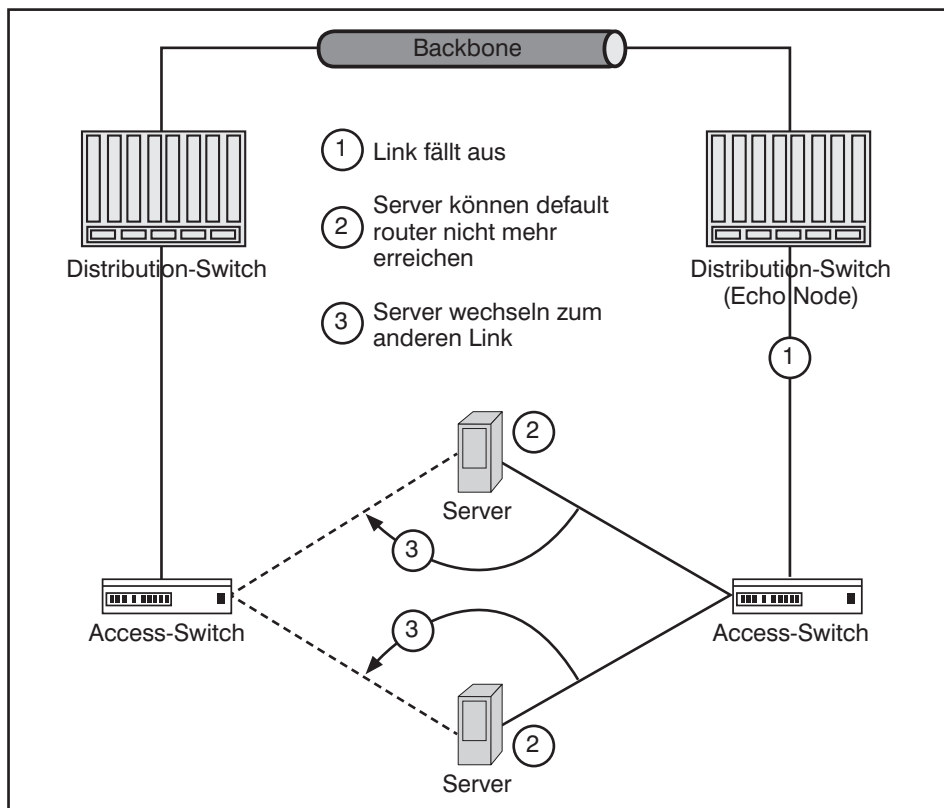 Backbone
1
Link fällt aus
2
Server können default
router nicht mehr
erreichen
3
Server wechseln zum
anderen Link
Distribution-Switch
Distribution-Switch
(Echo Node)
1
2
Server
3
3
Access-Switch
Access-Switch
2
Server